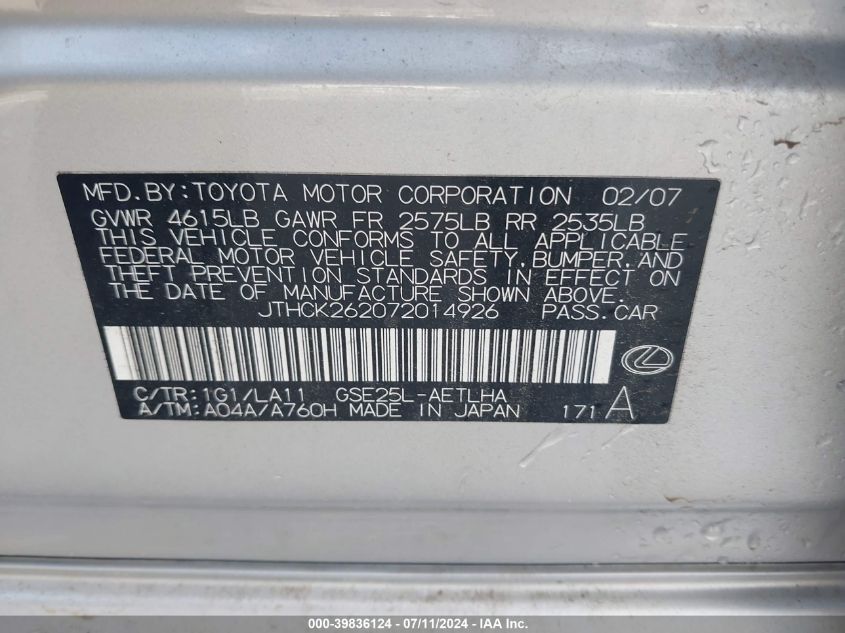 MFD.BY:TOYOTA MOTOR CORPORATION 02/07
GVWR 4615LB GAWR FR 2575LB RR 2535LB
THIS VEHICLE CONFORMS TO ALL APPLICABLE
FEDERAL MOTOR VEHICLE SAFETY,BUMPER,AND
THEFT PREVENTION STANDARDS IN EFFECT ON
THE DATE OF MANUFACTURE SHOWN ABOVE.
JTHCK262072014926 PASS.CAR
C/TR:1G1/LA11 GSE25L-AETLHA
A/TM:A04A/A760H MADE IN JAPAN 171 A
000-39836124 - 07/11/2024 - IAA Inc.